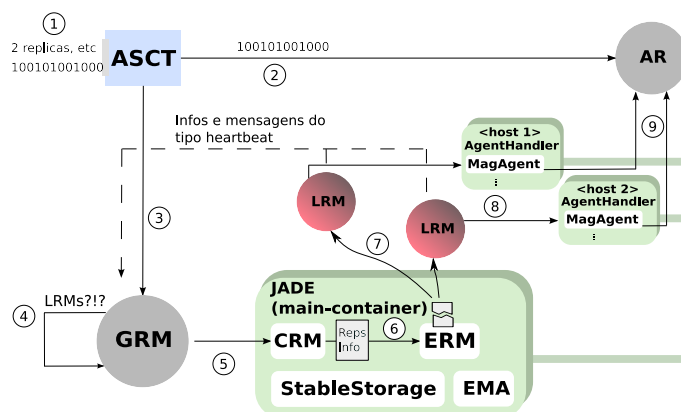 1
2 replicas, etc
100101001000
ASCT
100101001000
2
AR
Infos e mensagens do
tipo heartbeat
<host 1>
AgentHandler
MagAgent
...
9
<host 2>
AgentHandler
MagAgent
...
LRM
LRM
8
3
7
LRMs?!?
4
GRM
5
JADE
(main-container)
CRM
Reps
Info
6
ERM
StableStorage
EMA